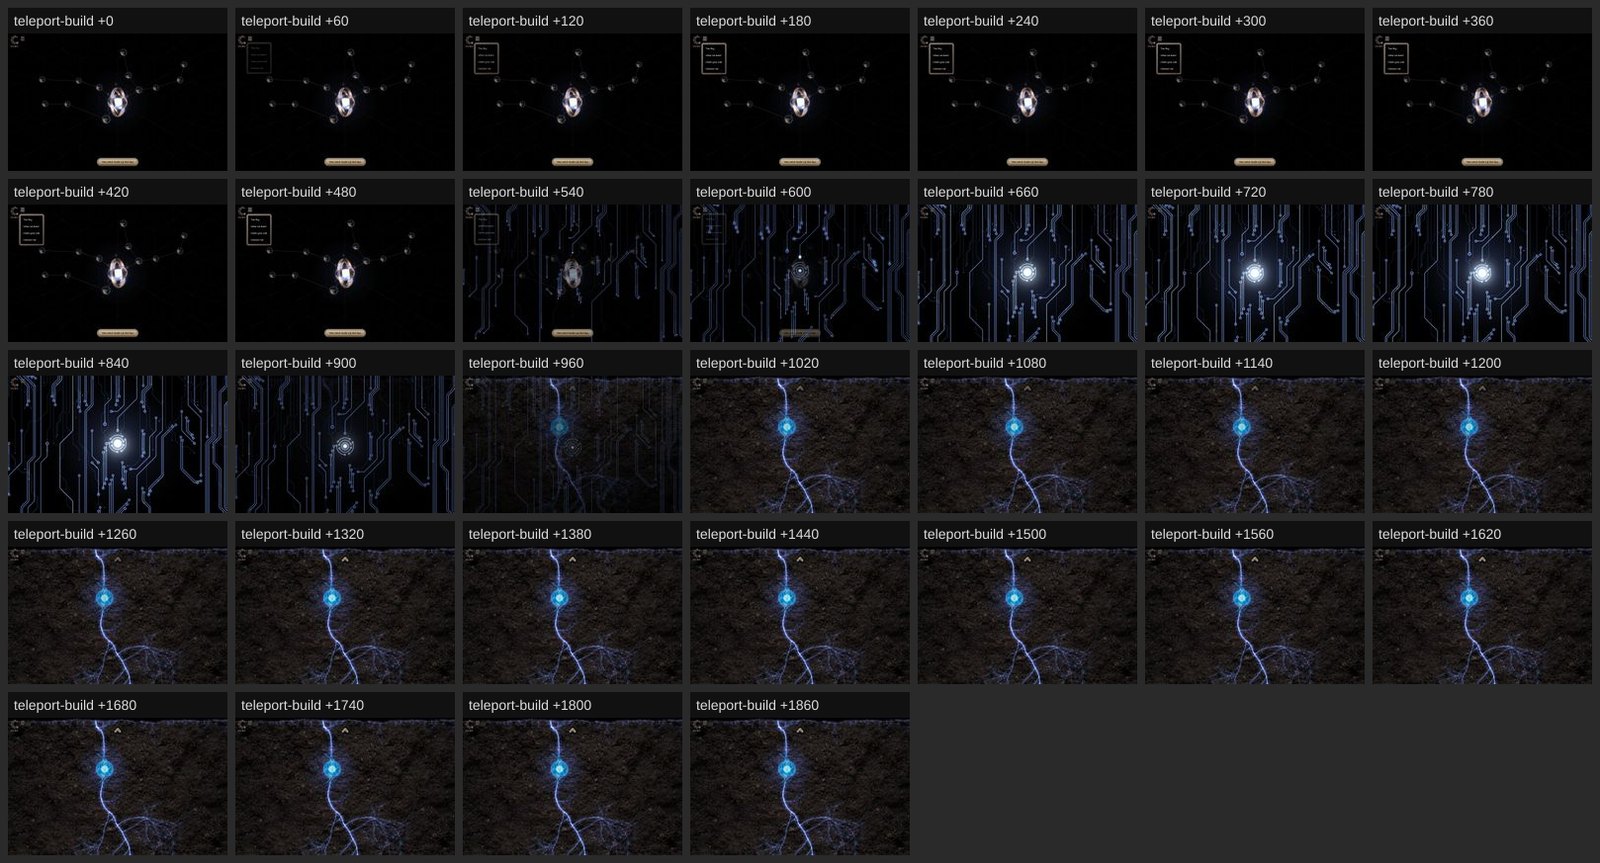 teleport-build +0
teleport-build +60
teleport-build +120
teleport-build +180
teleport-build +240
teleport-build +300
teleport-build +360
teleport-build +420
teleport-build +480
teleport-build +540
teleport-build +600
teleport-build +660
teleport-build +720
teleport-build +780
teleport-build +840
teleport-build +900
teleport-build +960
teleport-build +1020
teleport-build +1080
teleport-build +1140
teleport-build +1200
teleport-build +1260
teleport-build +1320
teleport-build +1380
teleport-build +1440
teleport-build +1500
teleport-build +1560
teleport-build +1620
teleport-build +1680
teleport-build +1740
teleport-build +1800
teleport-build +1860